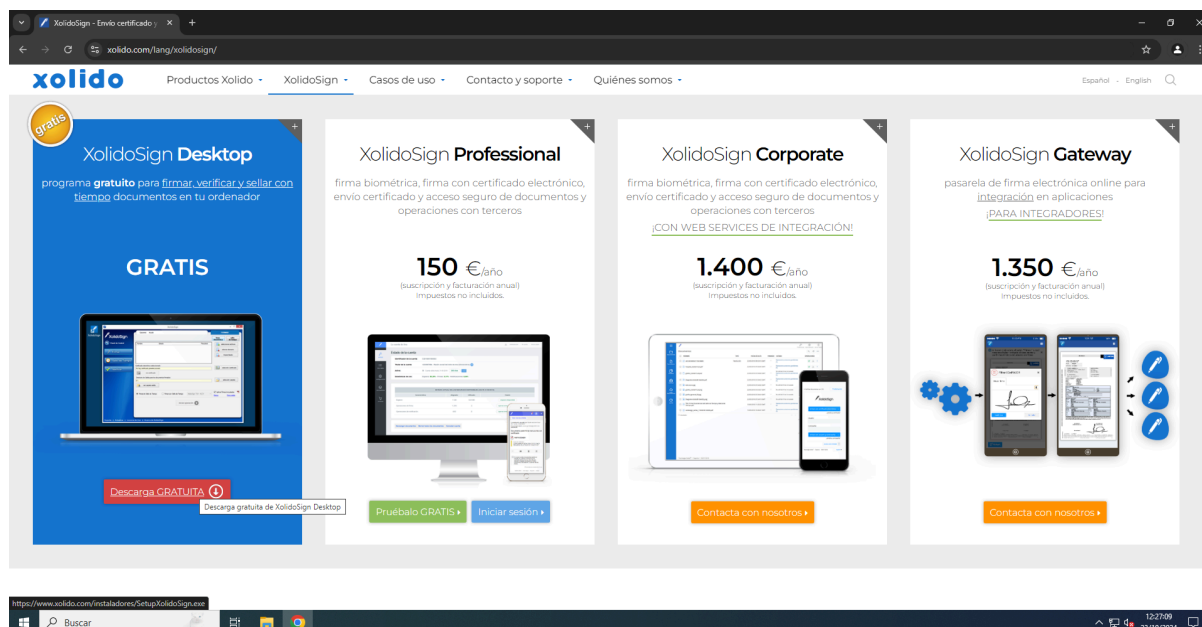 XolidoSign - Envío certificado y
xolido.com/lang/xolidosign/
xolido
Productos Xolido
XolidoSign
Casos de uso
Contacto y soporte
Quiénes somos
Español - English
gratis
XolidoSign Desktop
programa gratuito para firmar, verificar y sellar con
tiempo documentos en tu ordenador
GRATIS
Descarga GRATUITA
Descarga gratuita de XolidoSign Desktop
XolidoSign Professional
firma biométrica, firma con certificado electrónico,
envío certificado y acceso seguro de documentos y
operaciones con terceros
150 €/año
(suscripción y facturación anual)
Impuestos no incluidos.
Pruébalo GRATIS
Iniciar sesión
XolidoSign Corporate
firma biométrica, firma con certificado electrónico,
envío certificado y acceso seguro de documentos y
operaciones con terceros
¡CON WEB SERVICES DE INTEGRACIÓN!
1.400 €/año
(suscripción y facturación anual)
Impuestos no incluidos.
Contacta con nosotros
XolidoSign Gateway
pasarela de firma electrónica online para
integración en aplicaciones
¡PARA INTEGRADORES!
1.350 €/año
(suscripción y facturación anual)
Impuestos no incluidos.
Contacta con nosotros
https://www.xolido.com/instaladores/SetupXolidoSign.exe
Buscar
12:27:09